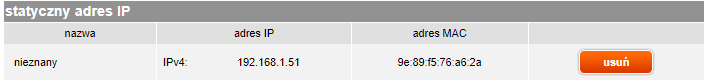 statyczny adres IP
nazwa adres IP adres MAC
nieznany IPv4: 192.168.1.51 9e:89:f5:76:a6:2a usuń